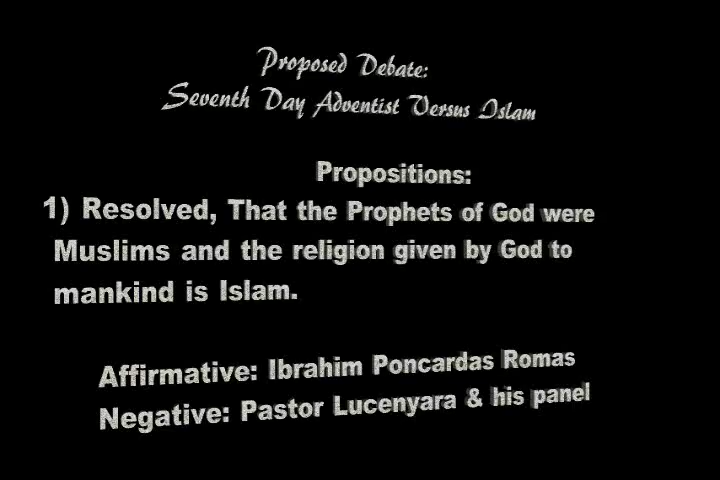 Proposed Debate:
Seventh Day Adventist Versus Islam
Propositions:
1) Resolved, That the Prophets of God were
Muslims and the religion given by God to
mankind is Islam.
Affirmative: Ibrahim Poncardas Romas
Negative: Pastor Lucenyara & his panel